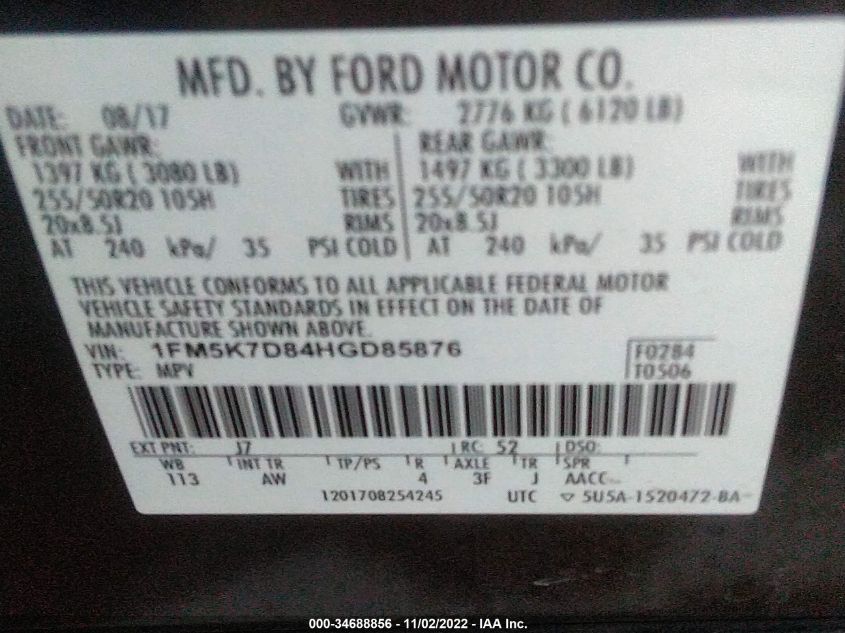 MFD. BY FORD MOTOR CO.
DATE: 08/17 GVWR: 2776 KG ( 6120 LB)
FRONT GAWR: REAR GAWR:
1397 KG ( 3080 LB) WITH 1497 KG ( 3300 LB) WITH
255/50R20 105H TIRES 255/50R20 105H TIRES
20x8.5J RIMS 20x8.5J RIMS
AT 240 kPa/ 35 PSI COLD AT 240 kPa/ 35 PSI COLD
THIS VEHICLE CONFORMS TO ALL APPLICABLE FEDERAL MOTOR
VEHICLE SAFETY STANDARDS IN EFFECT ON THE DATE OF
MANUFACTURE SHOWN ABOVE.
VIN: 1FM5K7D84HGD85876 F0284
TYPE: MPV T0506
EXT PNT: J7 RC: 52 DSO:
WB INT TR TP/PS R AXLE TR SPR
113 AW 4 3F J AACC
1201708254245 UTC ▽ 5U5A-1520472-BA
000-34688856 - 11/02/2022 - IAA Inc.